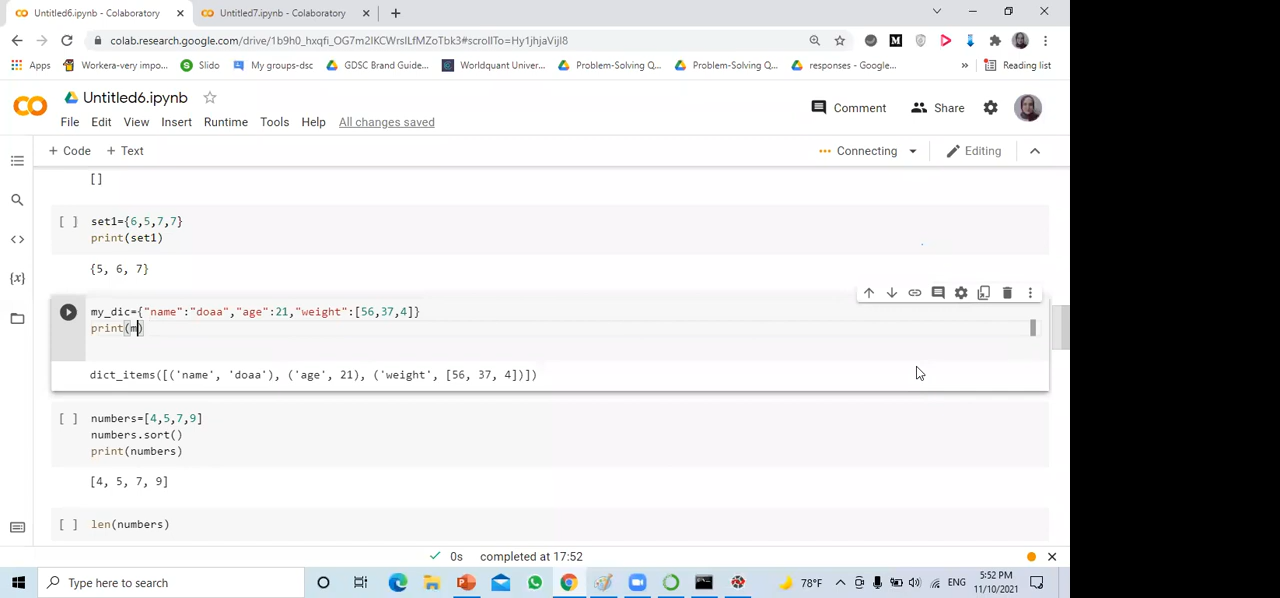 Untitled6.ipynb - Colaboratory
Untitled7.ipynb - Colaboratory
colab.research.google.com/drive/1b9h0_hxqfi_OG7m2IKCWrsILfMZoTbk3#scrollTo=Hy1jhjaVijI8
Apps
Workera-very impo...
Slido
My groups-dsc
GDSC Brand Guide...
Worldquant Univer...
Problem-Solving Q...
Problem-Solving Q...
responses - Google...
»
Reading list
CO
Untitled6.ipynb
Comment
Share
File Edit View Insert Runtime Tools Help All changes saved
+ Code + Text
Connecting
Editing
[]
[ ] set1={6,5,7,7}
print(set1)
{5, 6, 7}
my_dic={"name":"doaa","age":21,"weight":[56,37,4]}
print(m)
dict_items([('name', 'doaa'), ('age', 21), ('weight', [56, 37, 4])])
[ ] numbers=[4,5,7,9]
numbers.sort()
print(numbers)
[4, 5, 7, 9]
[ ] len(numbers)
0s completed at 17:52
Type here to search
78°F
ENG
5:52 PM
11/10/2021